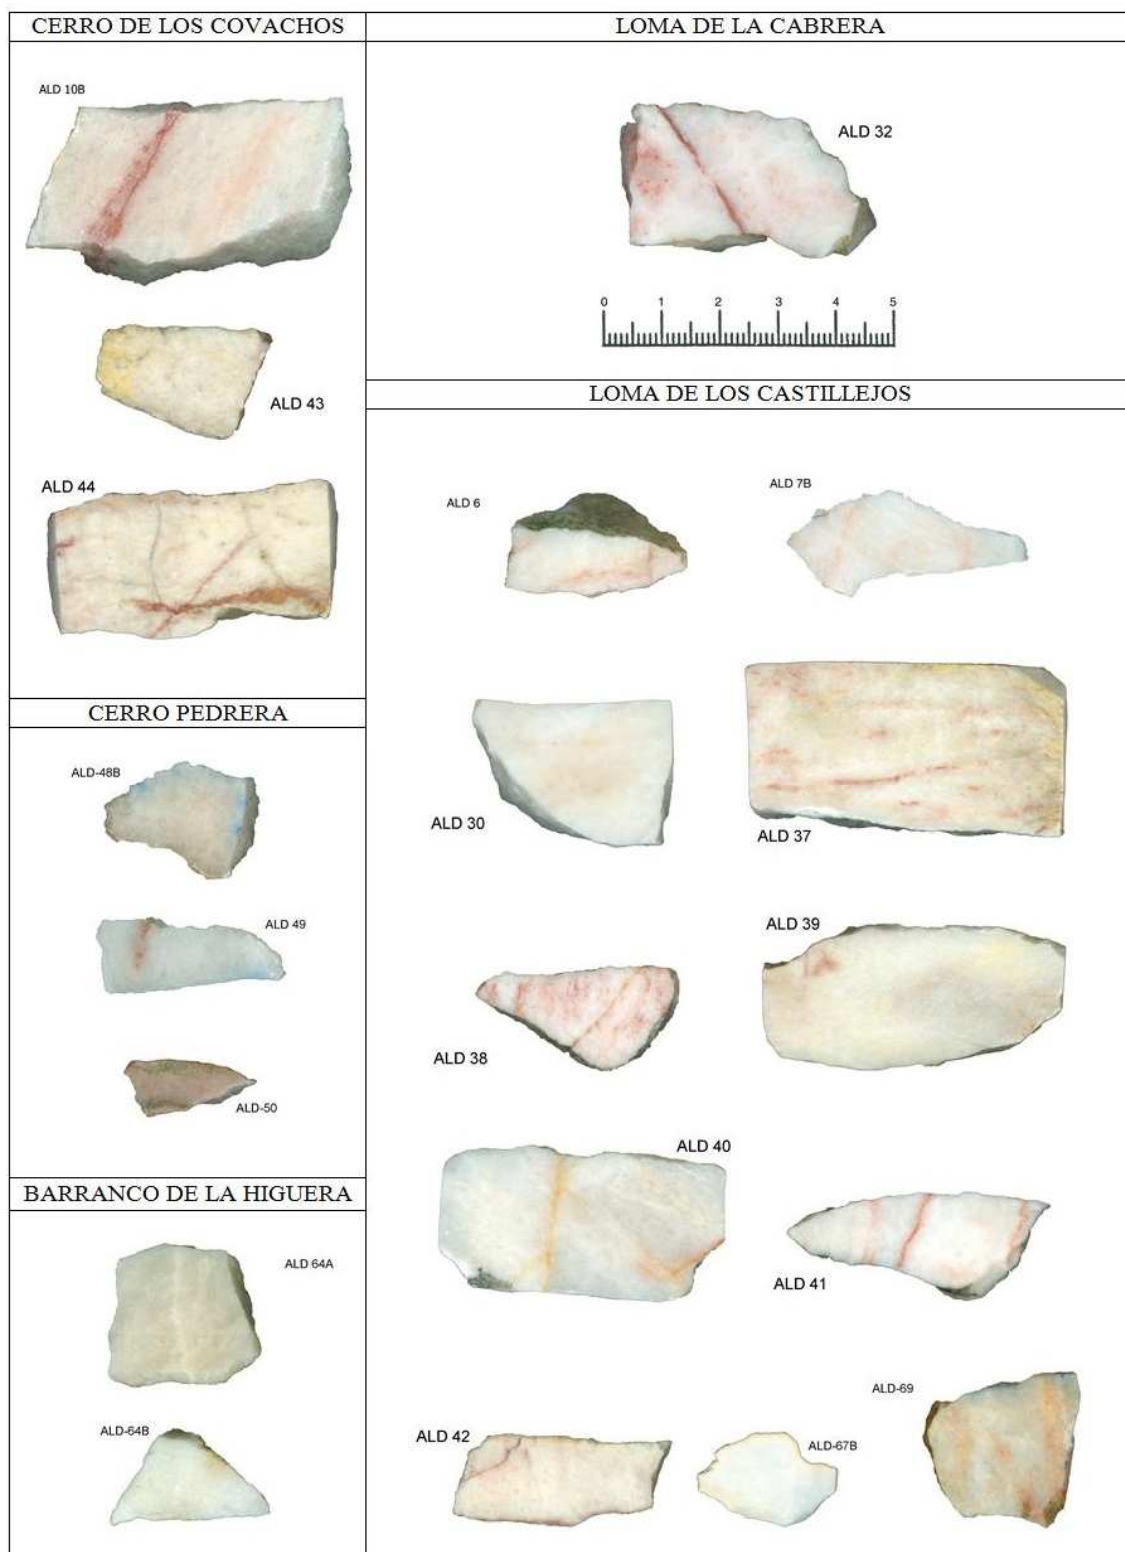 CERRO DE LOS COVACHOS
ALD 10B
ALD 43
ALD 44
CERRO PEDRERA
ALD-48B
ALD 49
ALD-50
BARRANCO DE LA HIGUERA
ALD 64A
ALD-64B
LOMA DE LA CABRERA
ALD 32
0 1 2 3 4 5
LOMA DE LOS CASTILLEJOS
ALD 6
ALD 7B
ALD 30
ALD 37
ALD 38
ALD 39
ALD 40
ALD 41
ALD 42
ALD-67B
ALD-69